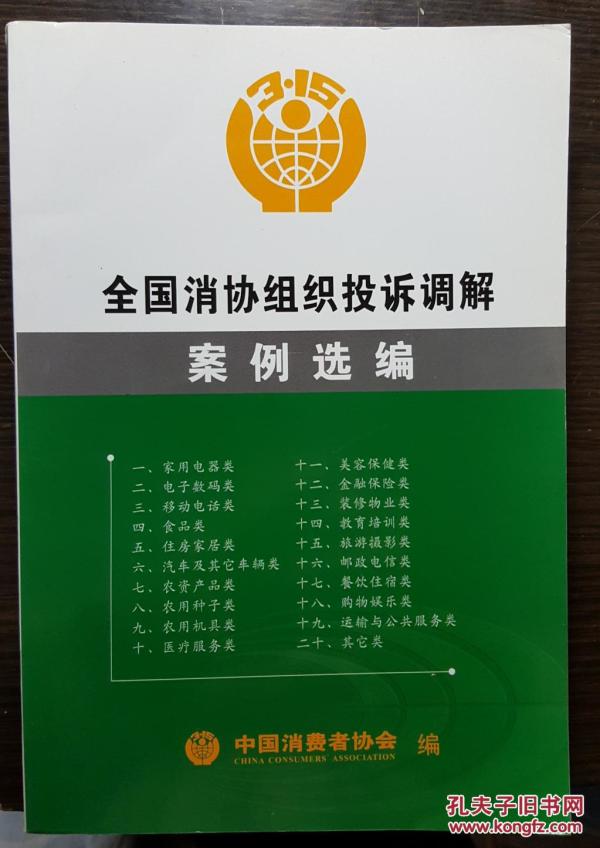 3·15
全国消协组织投诉调解
案例选编
一、家用电器类
二、电子数码类
三、移动电话类
四、食品类
五、住房家居类
六、汽车及其它车辆类
七、农资产品类
八、农用种子类
九、农用机具类
十、医疗服务类
十一、美容保健类
十二、金融保险类
十三、装修物业类
十四、教育培训类
十五、旅游摄影类
十六、邮政电信类
十七、餐饮住宿类
十八、购物娱乐类
十九、运输与公共服务类
二十、其它类
3·15
中国消费者协会 编
CHINA CONSUMERS' ASSOCIATION
孔夫子旧书网
www.kongfz.com